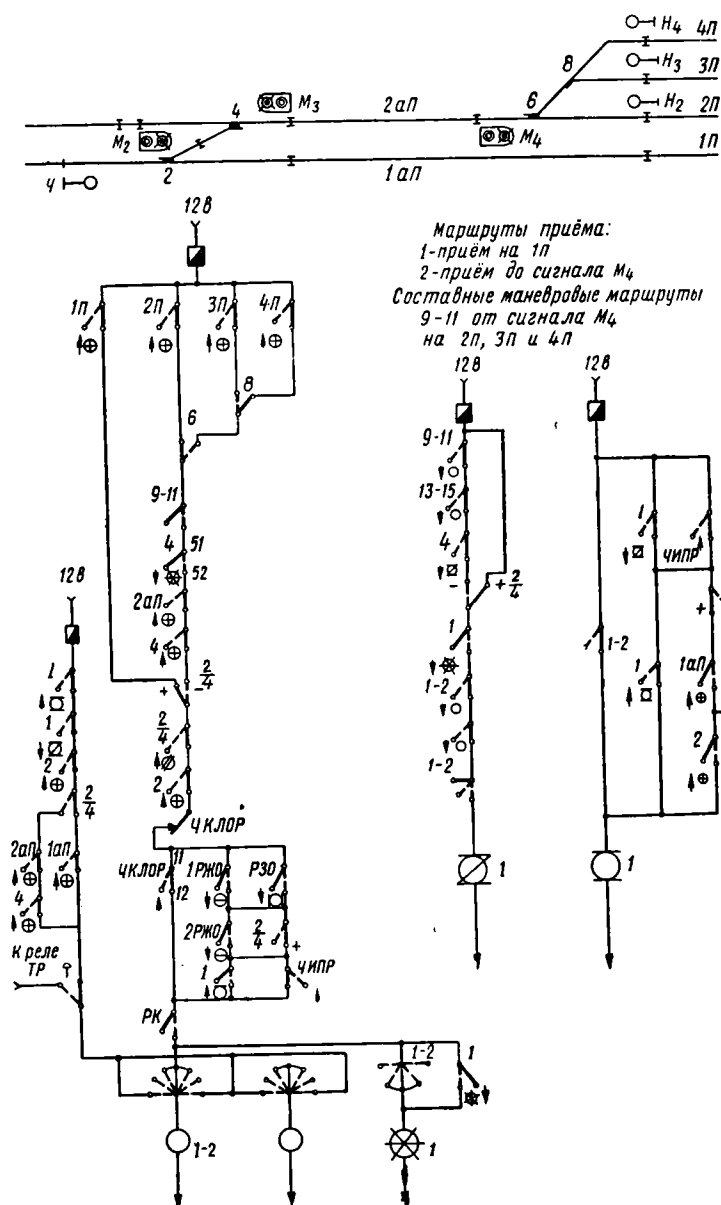 Н4 4П
8 Н3 3П
4 М3 2аП 6 Н2 2П
М2 М4 1П
Ч 2 1аП
12В
Маршруты приёма:
1-приём на 1п
2-приём до сигнала М4
Составные маневровые маршруты
9-11 от сигнала М4
на 2п, 3п и 4п
1П 2П 3П 4П
8
6
9-11
4 51
52
2аП
4
2/4
+ −
2/4
2
ЧКЛОР
12В
1
1
2
2/4
2аП 1аП
4
к реле
ТР
ЧКЛОР 11
12
1РЖО РЗО
2РЖО 2/4
+
1 ЧИПР
РК
1-2 1
1-2 1
12В
9-11
13-15
4
− + 2/4
1
1-2
1-2
1
12В
1
ЧИПР
+
1-2
1 1аП
2
1